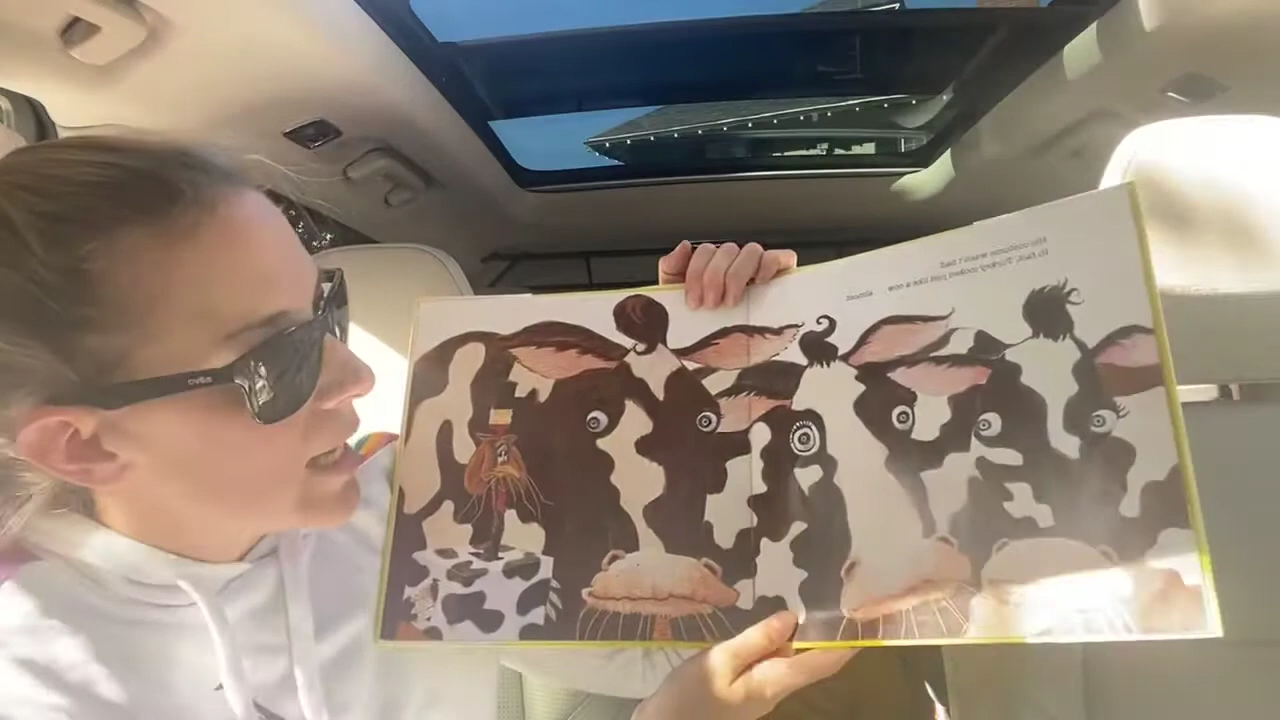 His costume wasn't bad.
In fact, Turkey looked just like a cow . . .
almost.